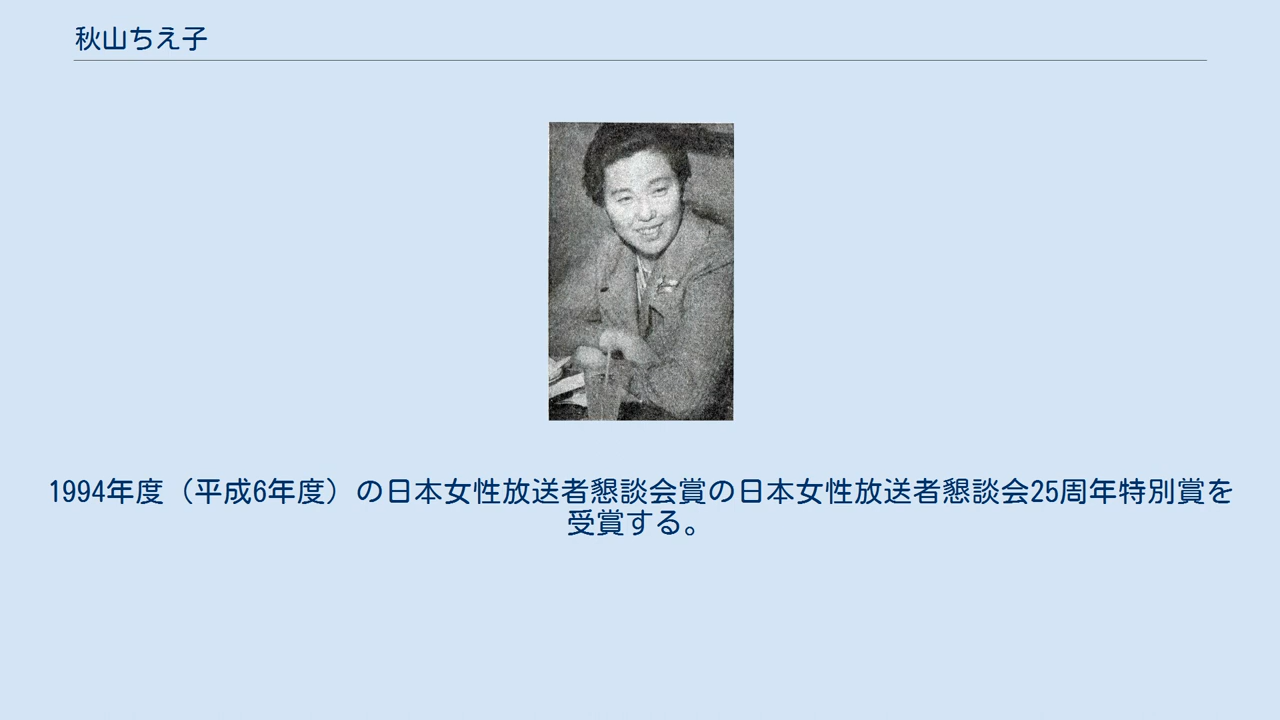 秋山ちえ子
1994年度（平成6年度）の日本女性放送者懇談会賞の日本女性放送者懇談会25周年特別賞を
受賞する。